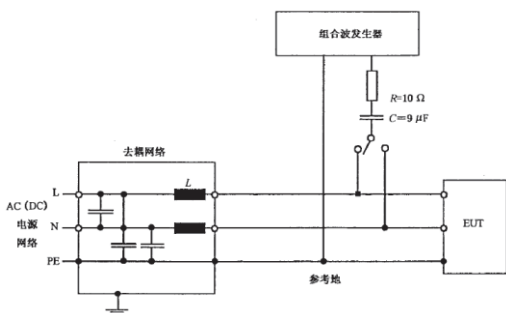 组合波发生器
R=10 Ω
C=9 μF
去耦网络
L
L
AC (DC)
电源
网络
N
PE
EUT
参考地